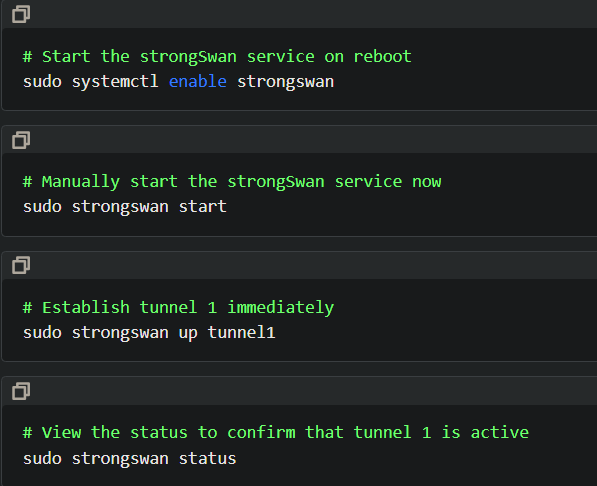 # Start the strongSwan service on reboot
sudo systemctl enable strongswan
# Manually start the strongSwan service now
sudo strongswan start
# Establish tunnel 1 immediately
sudo strongswan up tunnel1
# View the status to confirm that tunnel 1 is active
sudo strongswan status